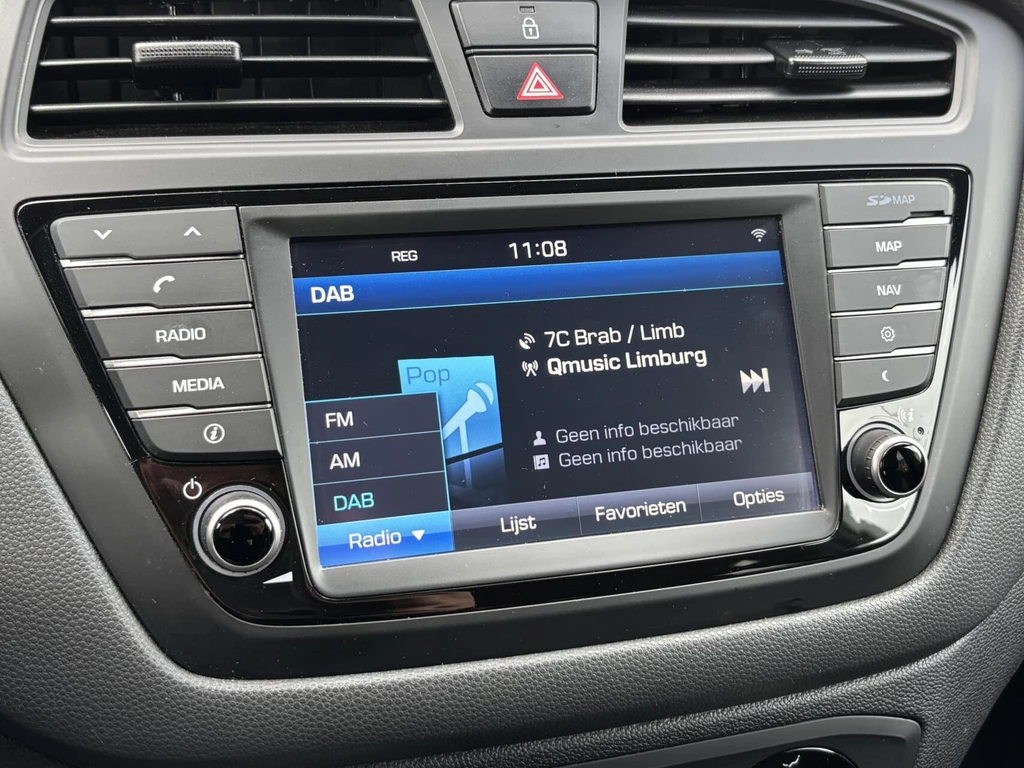 SD MAP
MAP
NAV
RADIO
MEDIA
REG 11:08
DAB
7C Brab / Limb
Qmusic Limburg
Pop
Geen info beschikbaar
Geen info beschikbaar
FM
AM
DAB
Radio Lijst Favorieten Opties